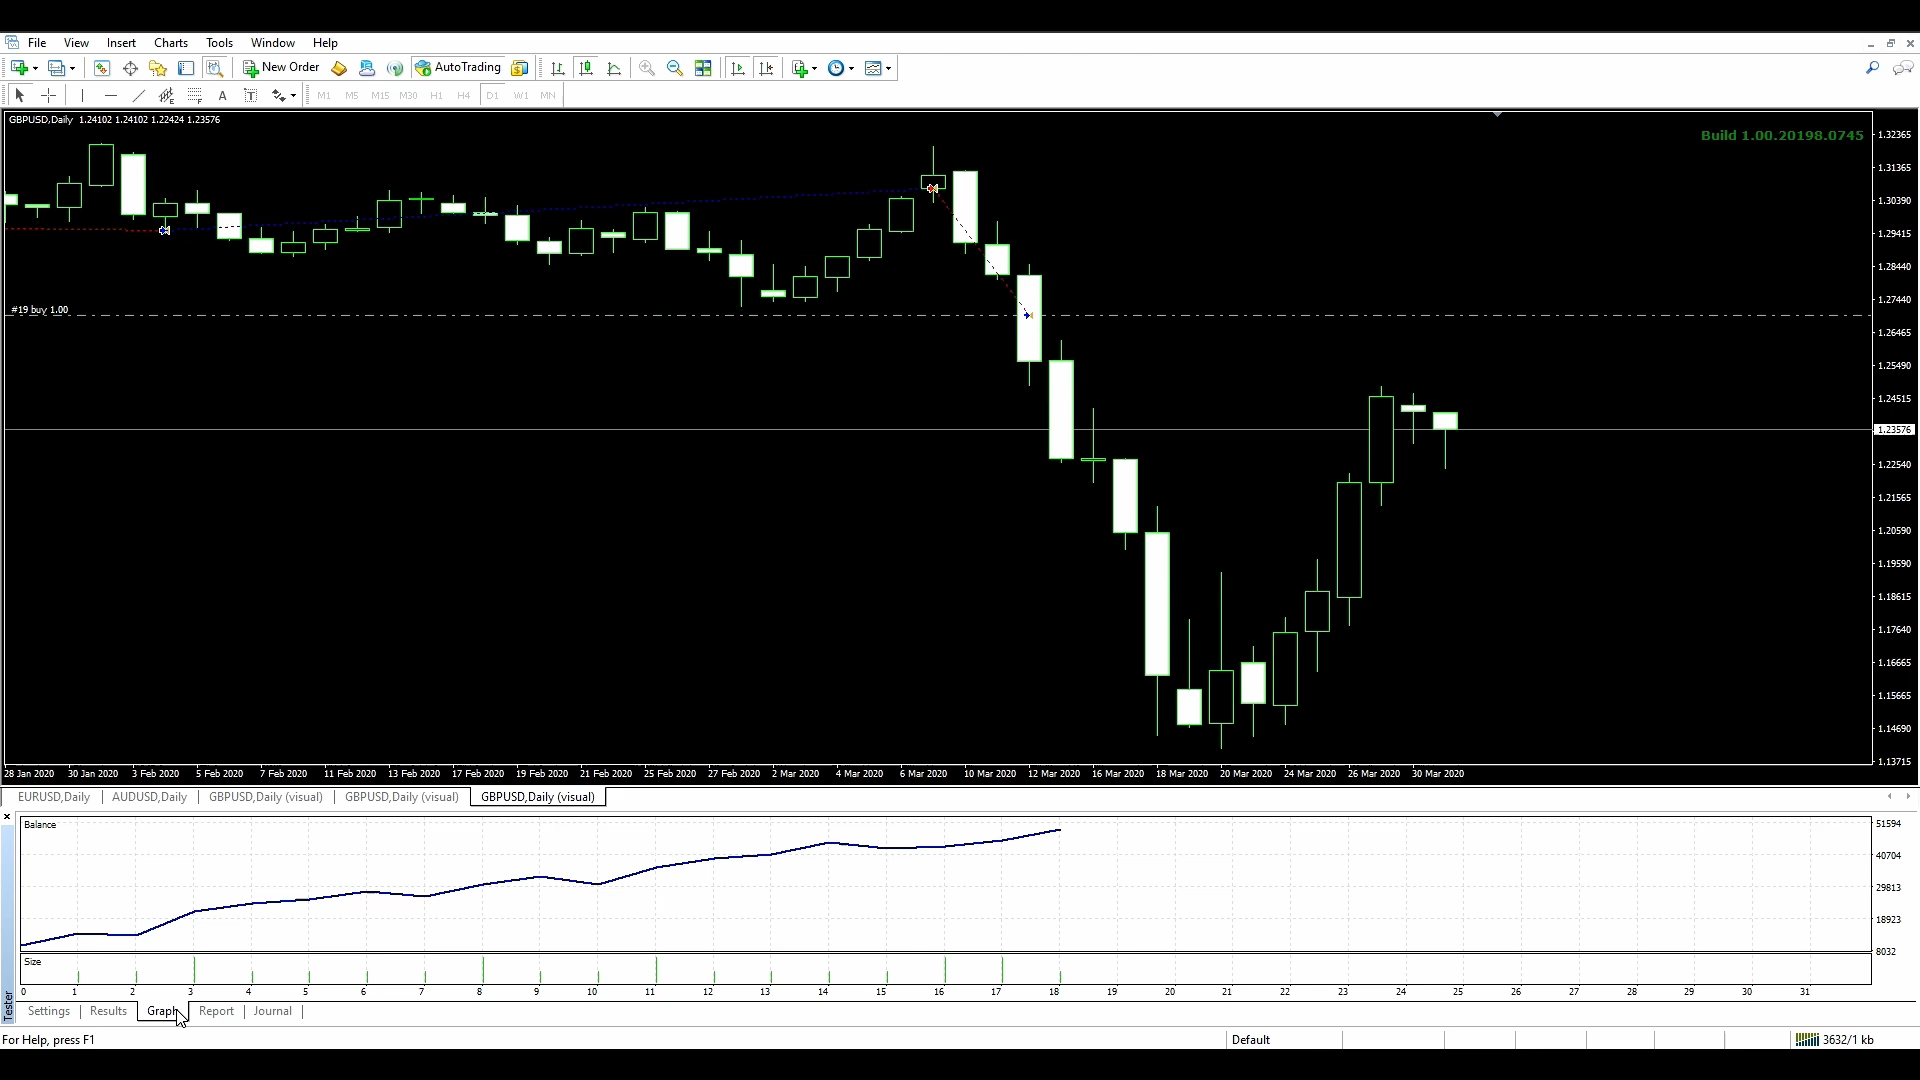 File View Insert Charts Tools Window Help
New Order AutoTrading
A T M1 M5 M15 M30 H1 H4 D1 W1 MN
GBPUSD,Daily 1.24102 1.24102 1.22424 1.23576
Build 1.00.20198.0745
1.32365
1.31365
1.30390
1.29415
1.28440
1.27440
#19 buy 1.00
1.26465
1.25490
1.24515
1.23576
1.22540
1.21565
1.20590
1.19590
1.18615
1.17640
1.16665
1.15665
1.14690
1.13715
28 Jan 2020 30 Jan 2020 3 Feb 2020 5 Feb 2020 7 Feb 2020 11 Feb 2020 13 Feb 2020 17 Feb 2020 19 Feb 2020 21 Feb 2020 25 Feb 2020 27 Feb 2020 2 Mar 2020 4 Mar 2020 6 Mar 2020 10 Mar 2020 12 Mar 2020 16 Mar 2020 18 Mar 2020 20 Mar 2020 24 Mar 2020 26 Mar 2020 30 Mar 2020
EURUSD,Daily AUDUSD,Daily GBPUSD,Daily (visual) GBPUSD,Daily (visual) GBPUSD,Daily (visual)
Balance
51594
40704
29813
18923
8032
Size
0 1 2 3 4 5 6 7 8 9 10 11 12 13 14 15 16 17 18 19 20 21 22 23 24 25 26 27 28 29 30 31
Tester
Settings Results Graph Report Journal
For Help, press F1 Default 3632/1 kb